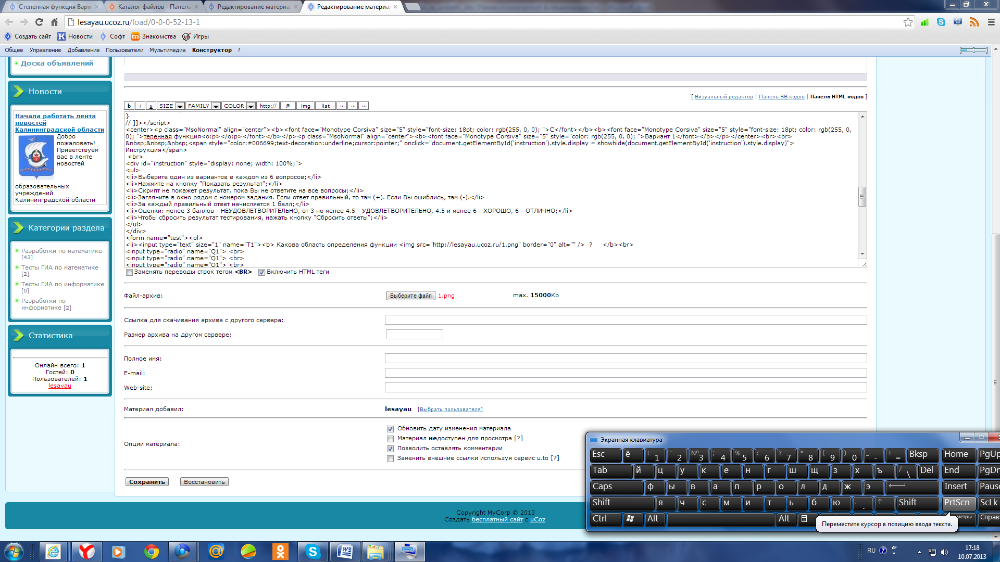 Степенная функция Вари
Каталог файлов - Панель
Редактирование материа
Редактирование материа
lesayau.ucoz.ru/load/0-0-0-52-13-1
Создать сайт Новости Софт Знакомства Игры
Общее Управление Добавление Пользователи Мультимедиа Конструктор ?
Доска объявлений
Новости
Начала работать лента
новостей
Калининградской области
Добро
пожаловать!
Приветствуем
вас в ленте
новостей
образовательных
учреждений
Калининградской области
Категории раздела
Разработки по математике
[43]
Тесты ГИА по математике
[2]
Тесты ГИА по информатике
[0]
Разработки по
информатике [2]
Статистика
Онлайн всего: 1
Гостей: 0
Пользователей: 1
lesayau
[ Визуальный редактор | Панель BB кодов | Панель HTML кодов ]
b i u SIZE FAMILY COLOR http:// @ img list ... ... ...
}
// ]]></script>
<center><p class="MsoNormal" align="center"><b><font face="Monotype Corsiva" size="5" style="font-size: 18pt; color: rgb(255, 0, 0); ">С</font></b><b><font face="Monotype Corsiva" size="5" style="font-size: 18pt; color: rgb(255, 0,
0); ">теленная функция<o:p></o:p></font></b></p><p class="MsoNormal" align="center"><b><font face="Monotype Corsiva" size="5" style="color: rgb(255, 0, 0); ">Вариант 1</font></b></p></center><br><br>
&nbsp;&nbsp;&nbsp;<span style="color:#006699;text-decoration:underline;cursor:pointer;" onclick="document.getElementById('instruction').style.display = showhide(document.getElementById('instruction').style.display)">
Инструкция</span>
<br>
<div id="instruction" style="display: none; width: 100%;">
<ul>
<li>Выберите один из вариантов в каждом из 6 вопросов;</li>
<li>Нажмите на кнопку "Показать результат";</li>
<li>Скрипт не покажет результат, пока Вы не ответите на все вопросы;</li>
<li>Загляните в окно рядом с номером задания. Если ответ правильный, то там (+). Если Вы ошиблись, там (-).</li>
<li>За каждый правильный ответ начисляется 1 балл;</li>
<li>Оценки: менее 3 баллов - НЕУДОВЛЕТВОРИТЕЛЬНО, от 3 но менее 4.5 - УДОВЛЕТВОРИТЕЛЬНО, 4.5 и менее 6 - ХОРОШО, 6 - ОТЛИЧНО;</li>
<li>Чтобы сбросить результат тестирования, нажать кнопку "Сбросить ответы";</li>
</ul>
</div>
<form name="test"><ol>
<li><input type="text" size="1" name="T1"><b> Какова область определения функции <img src="http://lesayau.ucoz.ru/1.png" border="0" alt="" /> ? </b><br>
<input type="radio" name="Q1"> <br>
<input type="radio" name="Q1"> <br>
<input type="radio" name="Q1"> <br>
Заменять переводы строк тегом <BR> Включить HTML теги
Файл-архив: Выберите файл 1.png max. 15000Kb
Ссылка для скачивания архива с другого сервера:
Размер архива на другом сервере:
Полное имя:
E-mail:
Web-site:
Материал добавил: lesayau [Выбрать пользователя]
Опции материала:
Обновить дату изменения материала
Материал недоступен для просмотра [?]
Позволить оставлять комментарии
Заменить внешние ссылки используя сервис u.to [?]
Сохранить Восстановить
Copyright MyCorp © 2013
Создать бесплатный сайт с uCoz
Экранная клавиатура
Esc ё ! 1 " 2 № 3 ; 4 % 5 : 6 ? 7 * 8 ( 9 ) 0 _ - + = Bksp Home PgUp
Tab й ц у к е н г ш щ з х ъ / \ Del End PgDn
Caps ф ы в а п р о л д ж э Insert Pause
Shift я ч с м и т ь б ю , . Shift PrtScn ScLk
Ctrl Alt Alt метры Справ
Переместите курсор в позицию ввода текста.
RU
17:18
10.07.2013